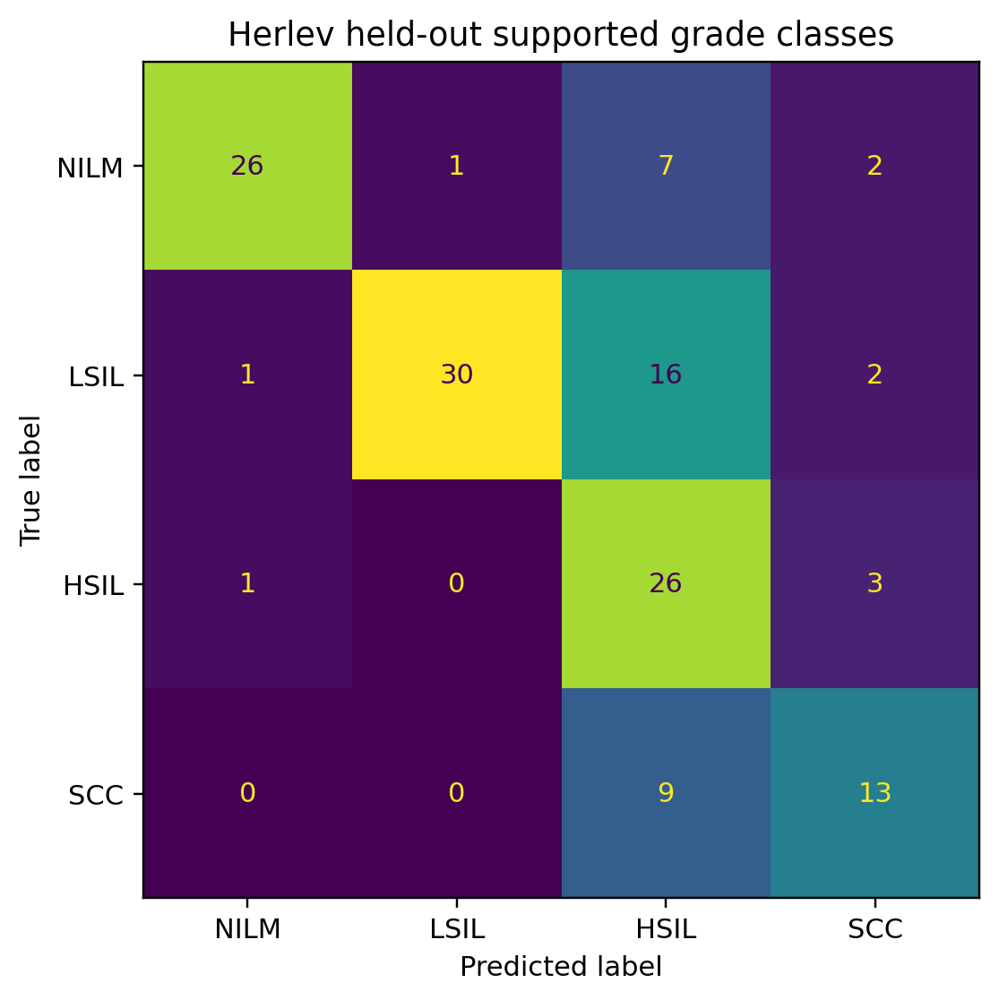 Herlev held-out supported grade classes
NILM 26 1 7 2
LSIL 1 30 16 2
HSIL 1 0 26 3
SCC 0 0 9 13
True label
NILM LSIL HSIL SCC
Predicted label